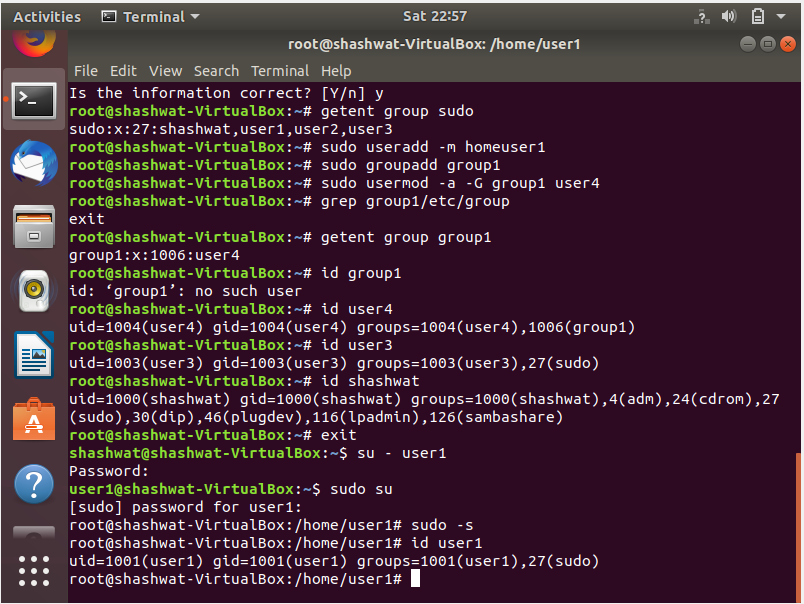 Activities Terminal Sat 22:57
root@shashwat-VirtualBox: /home/user1
File Edit View Search Terminal Help
Is the information correct? [Y/n] y
root@shashwat-VirtualBox:~# getent group sudo
sudo:x:27:shashwat,user1,user2,user3
root@shashwat-VirtualBox:~# sudo useradd -m homeuser1
root@shashwat-VirtualBox:~# sudo groupadd group1
root@shashwat-VirtualBox:~# sudo usermod -a -G group1 user4
root@shashwat-VirtualBox:~# grep group1/etc/group
exit
root@shashwat-VirtualBox:~# getent group group1
group1:x:1006:user4
root@shashwat-VirtualBox:~# id group1
id: ‘group1’: no such user
root@shashwat-VirtualBox:~# id user4
uid=1004(user4) gid=1004(user4) groups=1004(user4),1006(group1)
root@shashwat-VirtualBox:~# id user3
uid=1003(user3) gid=1003(user3) groups=1003(user3),27(sudo)
root@shashwat-VirtualBox:~# id shashwat
uid=1000(shashwat) gid=1000(shashwat) groups=1000(shashwat),4(adm),24(cdrom),27
(sudo),30(dip),46(plugdev),116(lpadmin),126(sambashare)
root@shashwat-VirtualBox:~# exit
shashwat@shashwat-VirtualBox:~$ su - user1
Password:
user1@shashwat-VirtualBox:~$ sudo su
[sudo] password for user1:
root@shashwat-VirtualBox:/home/user1# sudo -s
root@shashwat-VirtualBox:/home/user1# id user1
uid=1001(user1) gid=1001(user1) groups=1001(user1),27(sudo)
root@shashwat-VirtualBox:/home/user1#